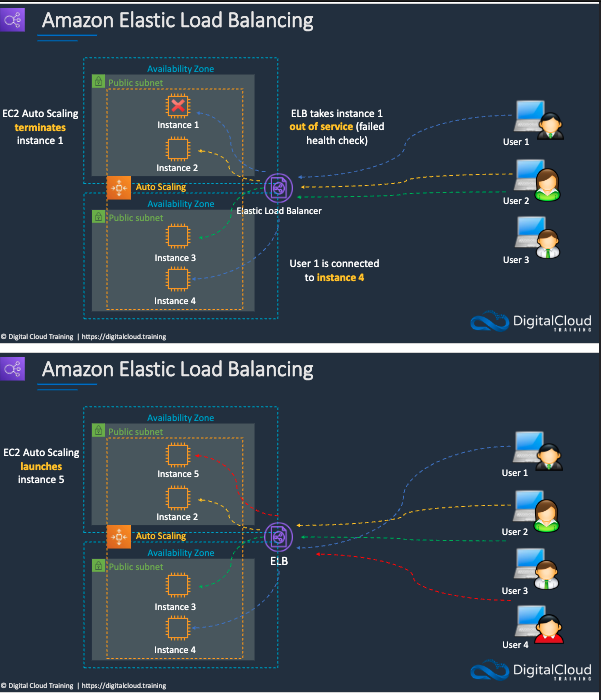 Amazon Elastic Load Balancing
Availability Zone
Public subnet
EC2 Auto Scaling
terminates
instance 1
Instance 1
Instance 2
ELB takes instance 1
out of service (failed
health check)
User 1
Auto Scaling
Availability Zone
Elastic Load Balancer
User 2
Public subnet
Instance 3
User 1 is connected
to instance 4
User 3
Instance 4
DigitalCloud
TRAINING
© Digital Cloud Training | https://digitalcloud.training
Amazon Elastic Load Balancing
Availability Zone
Public subnet
EC2 Auto Scaling
launches
instance 5
Instance 5
Instance 2
User 1
Auto Scaling
Availability Zone
ELB
User 2
Public subnet
Instance 3
User 3
Instance 4
User 4
DigitalCloud
TRAINING
© Digital Cloud Training | https://digitalcloud.training